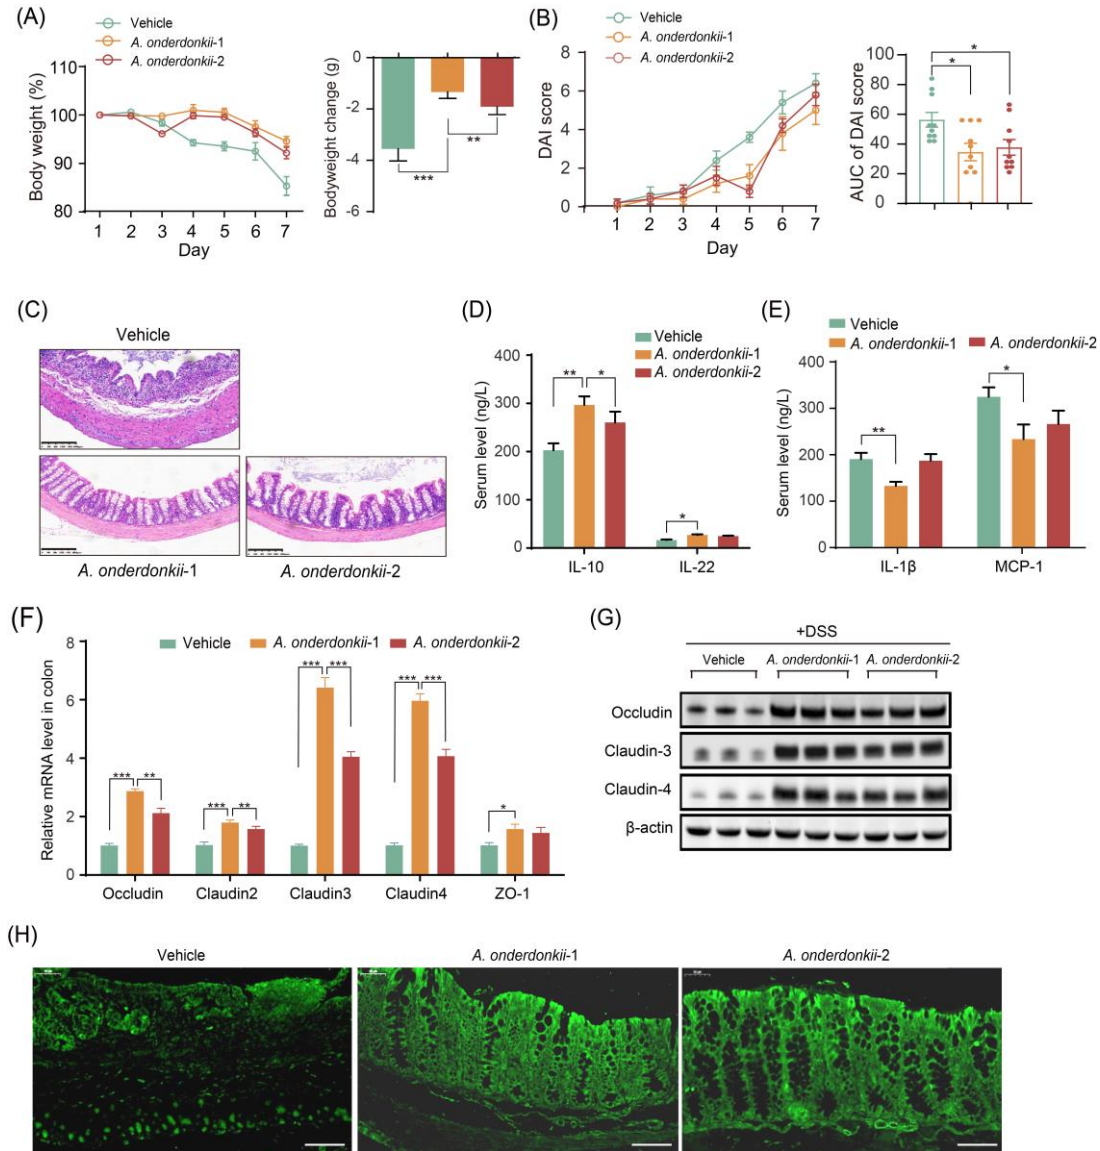 (A)
Vehicle
A. onderdonkii-1
A. onderdonkii-2
Body weight (%)
110
100
90
80
1 2 3 4 5 6 7
Day
Bodyweight change (g)
0
-2
-4
-6
***
**
(B)
Vehicle
A. onderdonkii-1
A. onderdonkii-2
DAI score
8
6
4
2
0
1 2 3 4 5 6 7
Day
AUC of DAI score
100
80
60
40
20
0
*
*
(C)
Vehicle
A. onderdonkii-1
A. onderdonkii-2
(D)
Vehicle
A. onderdonkii-1
A. onderdonkii-2
Serum level (ng/L)
400
300
200
100
0
** *
*
IL-10 IL-22
(E)
Vehicle
A. onderdonkii-1 A. onderdonkii-2
Serum level (ng/L)
400
300
200
100
0
**
*
IL-1β MCP-1
(F)
Vehicle A. onderdonkii-1 A. onderdonkii-2
Relative mRNA level in colon
8
6
4
2
0
*** **
*** **
*** ***
*** ***
*
Occludin Claudin2 Claudin3 Claudin4 ZO-1
(G)
+DSS
Vehicle A. onderdonkii-1 A. onderdonkii-2
Occludin
Claudin-3
Claudin-4
β-actin
(H)
Vehicle A. onderdonkii-1 A. onderdonkii-2